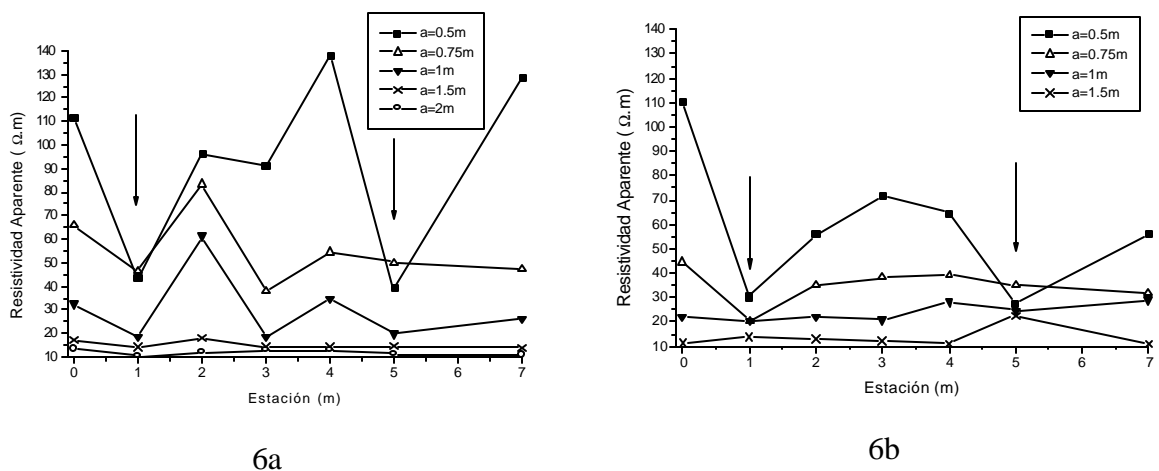 a=0.5m
a=0.75m
a=1m
a=1.5m
a=2m
140
130
120
110
100
90
80
70
60
50
40
30
20
10
Resistividad Aparente ( Ω.m)
0 1 2 3 4 5 6 7
Estación (m)
6a
a=0.5m
a=0.75m
a=1m
a=1.5m
140
130
120
110
100
90
80
70
60
50
40
30
20
10
Resistividad Aparente ( Ω.m)
0 1 2 3 4 5 6 7
Estación (m)
6b